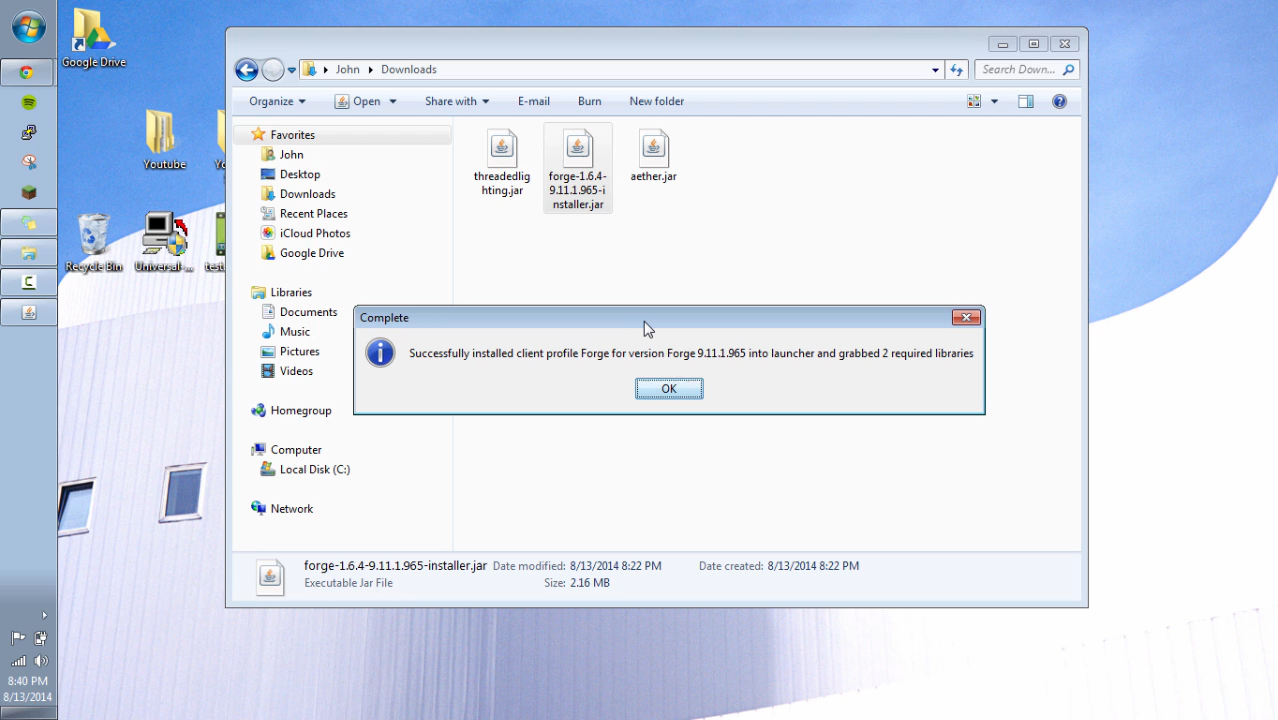 Google Drive
Youtube
Yo
Recycle Bin
Universal-...
test
John
Downloads
Search Down...
Organize
Open
Share with
E-mail
Burn
New folder
Favorites
John
Desktop
Downloads
Recent Places
iCloud Photos
Google Drive
Libraries
Documents
Music
Pictures
Videos
Homegroup
Computer
Local Disk (C:)
Network
threadedlig
hting.jar
forge-1.6.4-
9.11.1.965-i
nstaller.jar
aether.jar
Complete
Successfully installed client profile Forge for version Forge 9.11.1.965 into launcher and grabbed 2 required libraries
OK
forge-1.6.4-9.11.1.965-installer.jar Date modified: 8/13/2014 8:22 PM Date created: 8/13/2014 8:22 PM
Executable Jar File Size: 2.16 MB
8:40 PM
8/13/2014